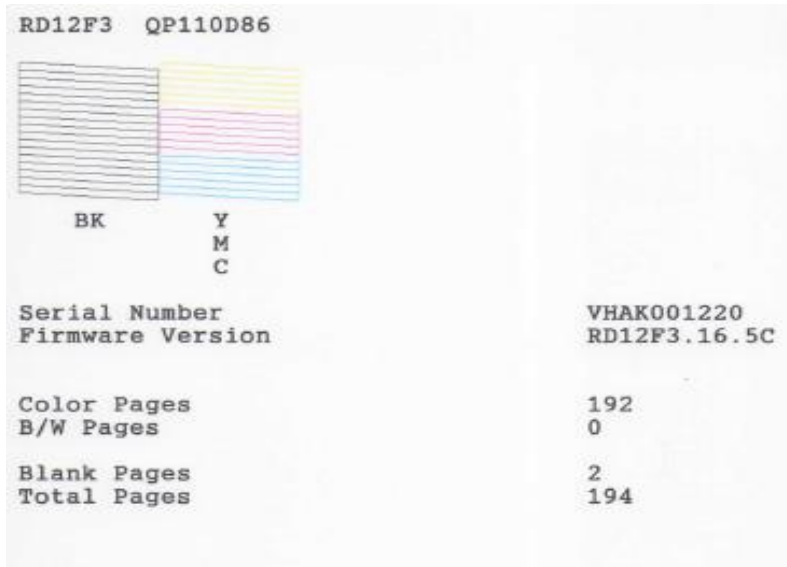 RD12F3 QP110D86
BK Y
M
C
Serial Number VHAK001220
Firmware Version RD12F3.16.5C
Color Pages 192
B/W Pages 0
Blank Pages 2
Total Pages 194